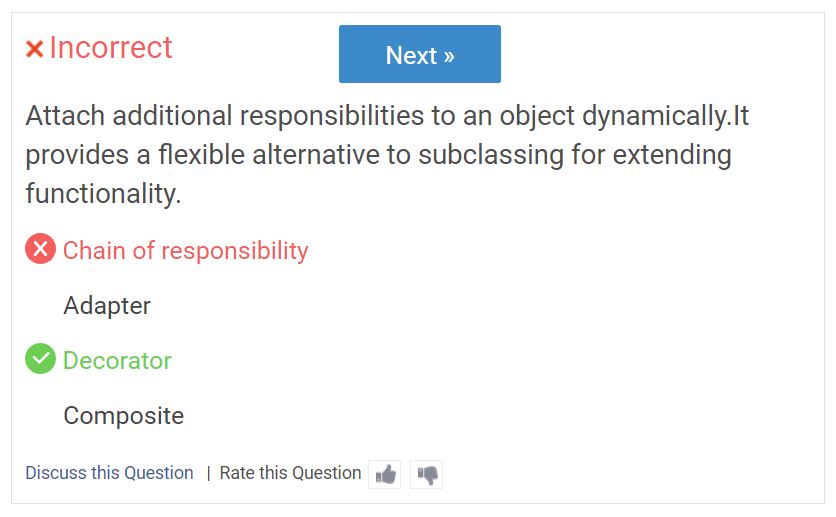 Incorrect
Next »
Attach additional responsibilities to an object dynamically.It
provides a flexible alternative to subclassing for extending
functionality.
Chain of responsibility
Adapter
Decorator
Composite
Discuss this Question | Rate this Question